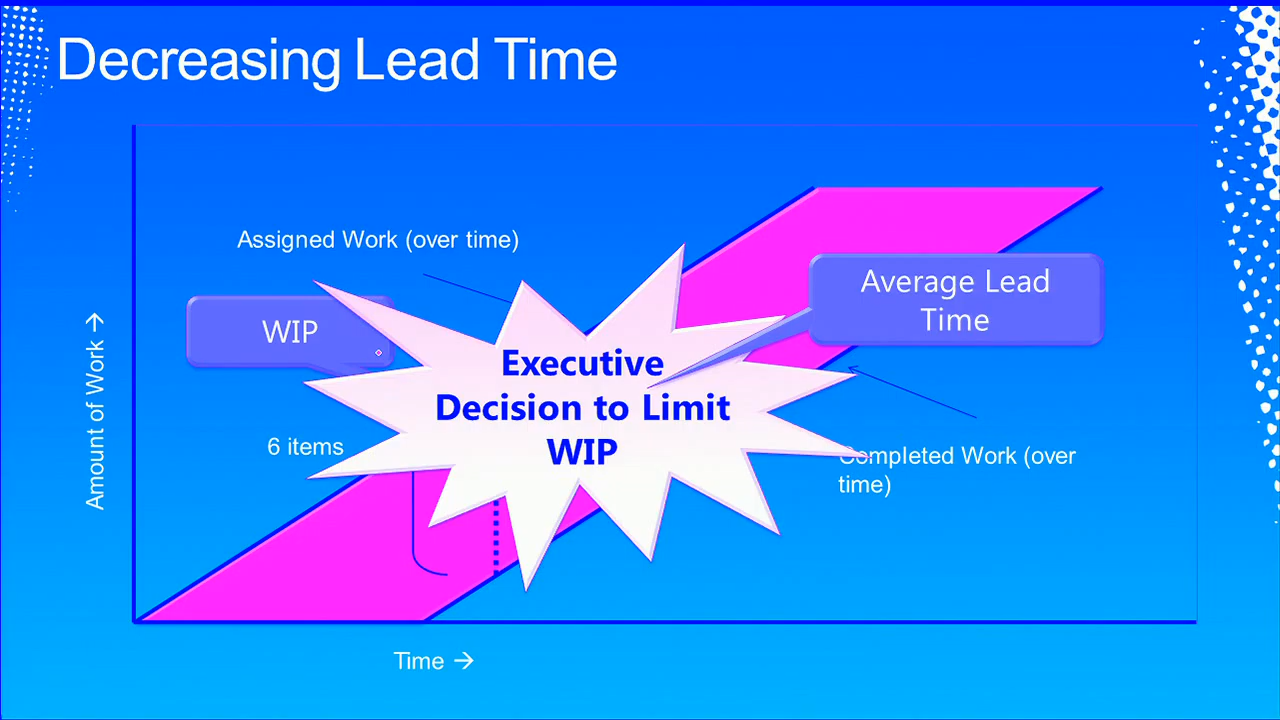 Decreasing Lead Time
Assigned Work (over time)
WIP
Average Lead
Time
Executive
Decision to Limit
WIP
6 items
Completed Work (over
time)
Amount of Work →
Time →